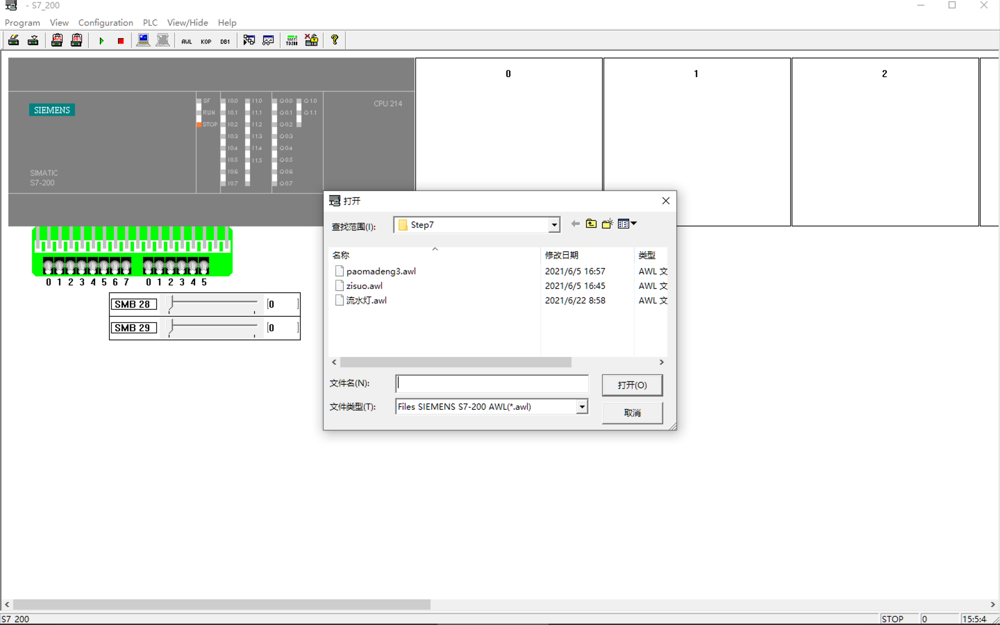 - S7_200
Program View Configuration PLC View/Hide Help
AWL DB1 AWL KOP DB1 TD200 ?
0 1 2
SIEMENS
SF I0.0 I1.0 Q0.0 Q1.0 CPU 214
RUN I0.1 I1.1 Q0.1 Q1.1
STOP I0.2 I1.2 Q0.2
I0.3 I1.3 Q0.3
I0.4 I1.4 Q0.4
I0.5 I1.5 Q0.5
SIMATIC I0.6 Q0.6
S7-200 I0.7 Q0.7
0 1 2 3 4 5 6 7 0 1 2 3 4 5
SMB 28 [0 ]
SMB 29 [0 ]
打开
查找范围(I): Step7
名称 修改日期 类型
paomadeng3.awl 2021/6/5 16:57 AWL 文
zisuo.awl 2021/6/5 16:45 AWL 文
流水灯.awl 2021/6/22 8:58 AWL 文
文件名(N): 打开(O)
文件类型(T): Files SIEMENS S7-200 AWL(*.awl) 取消
S7_200 STOP 0 15:5:4